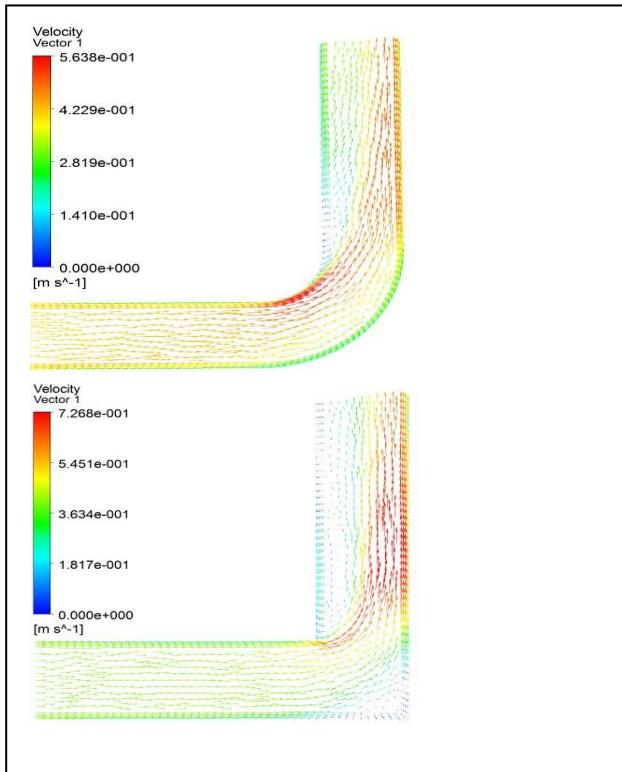 Velocity
Vector 1
5.638e-001
4.229e-001
2.819e-001
1.410e-001
0.000e+000
[m s^-1]
Velocity
Vector 1
7.268e-001
5.451e-001
3.634e-001
1.817e-001
0.000e+000
[m s^-1]